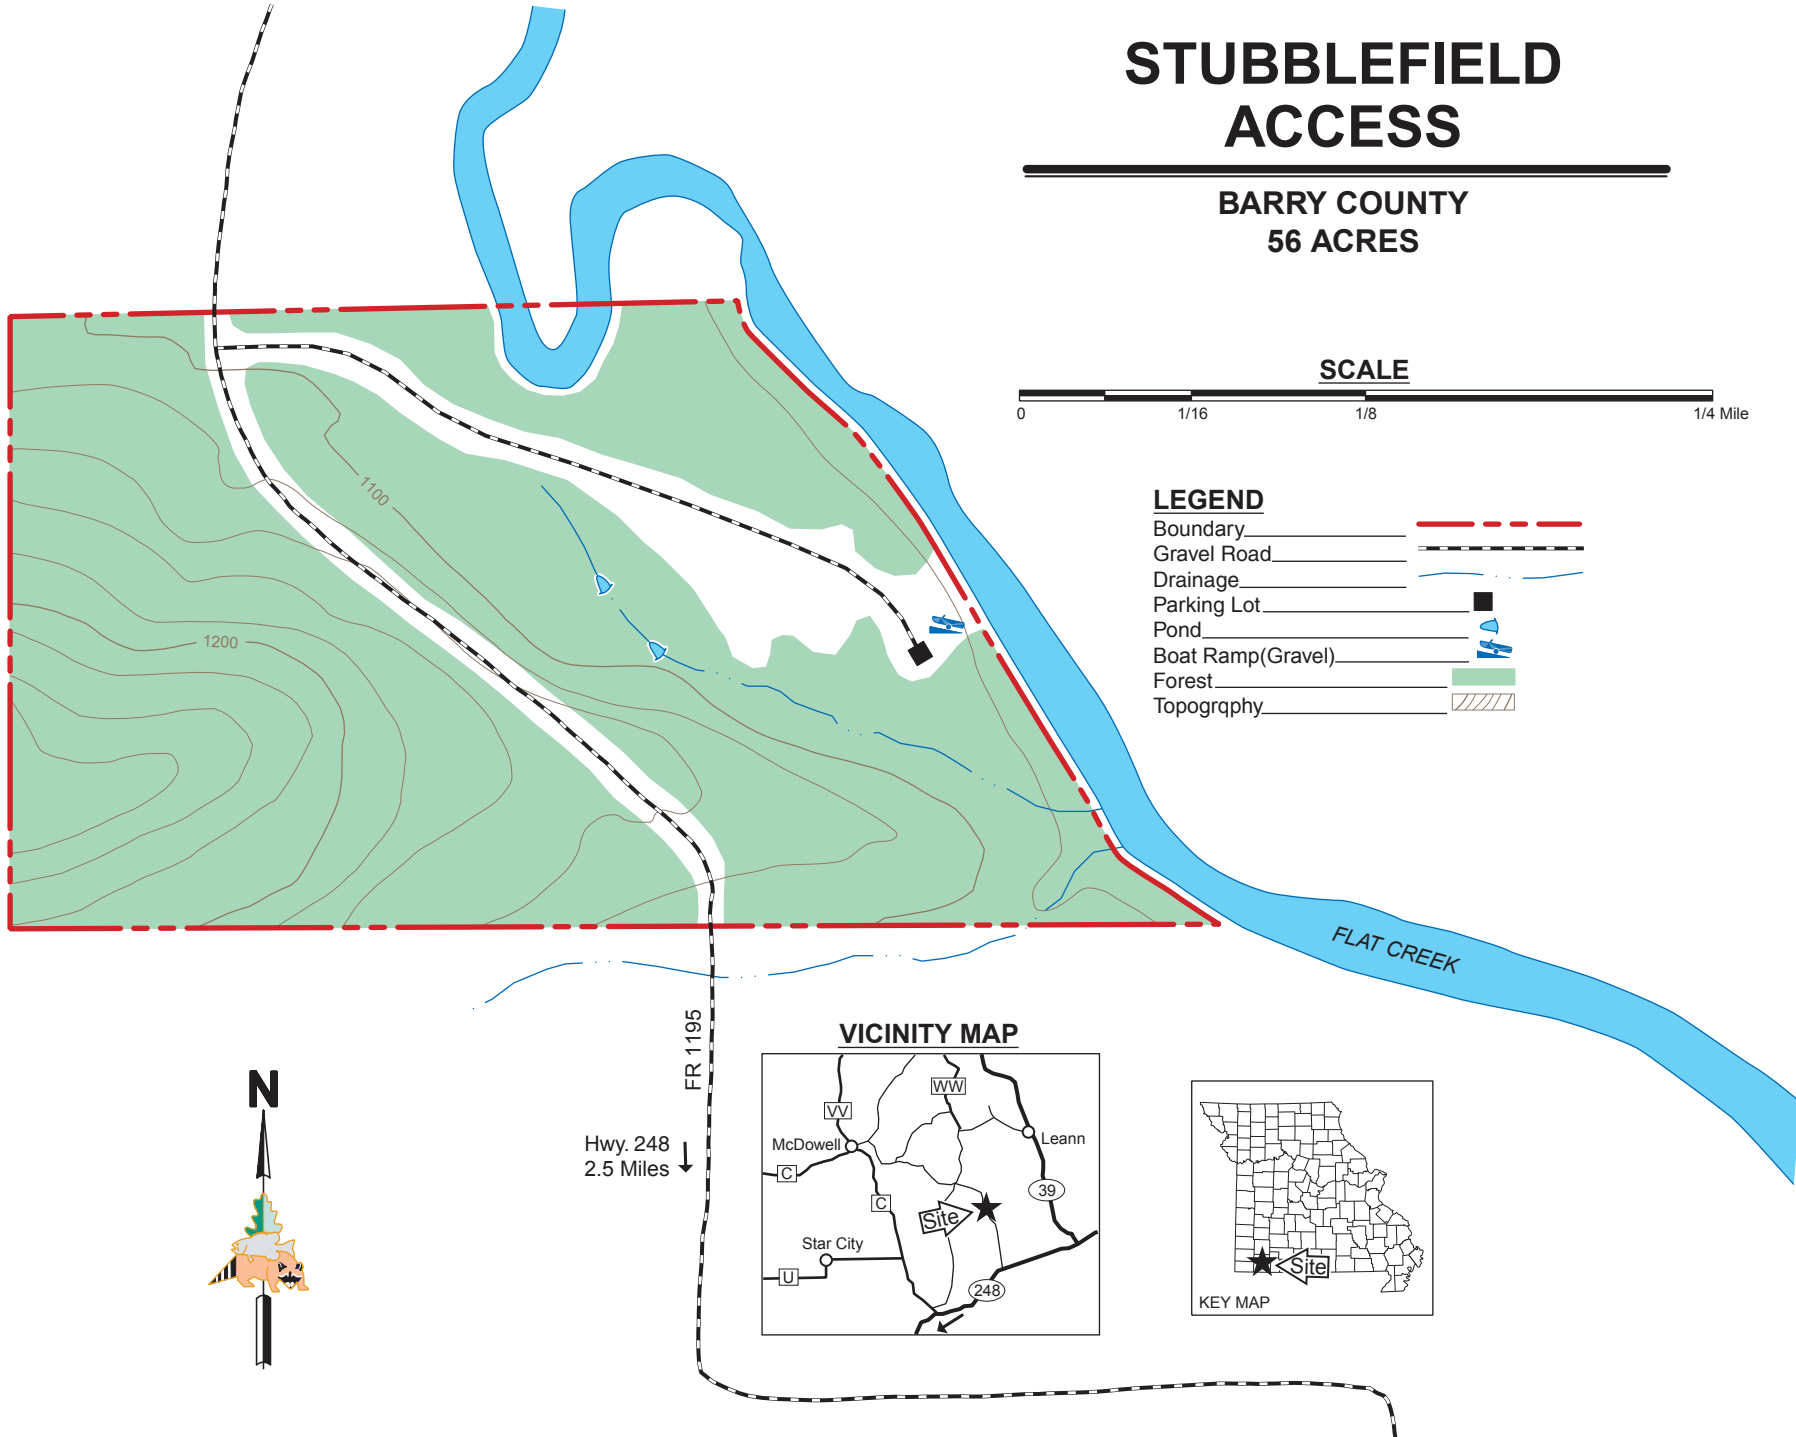 STUBBLEFIELD
ACCESS
BARRY COUNTY
56 ACRES
SCALE
0 1/16 1/8 1/4 Mile
LEGEND
Boundary
Gravel Road
Drainage
Parking Lot
Pond
Boat Ramp(Gravel)
Forest
Topogrqphy
1100
1200
FLAT CREEK
FR 1195
Hwy. 248
2.5 Miles
N
VICINITY MAP
WW
VV
McDowell
Leann
C
39
C
Site
Star City
U
248
Site
KEY MAP